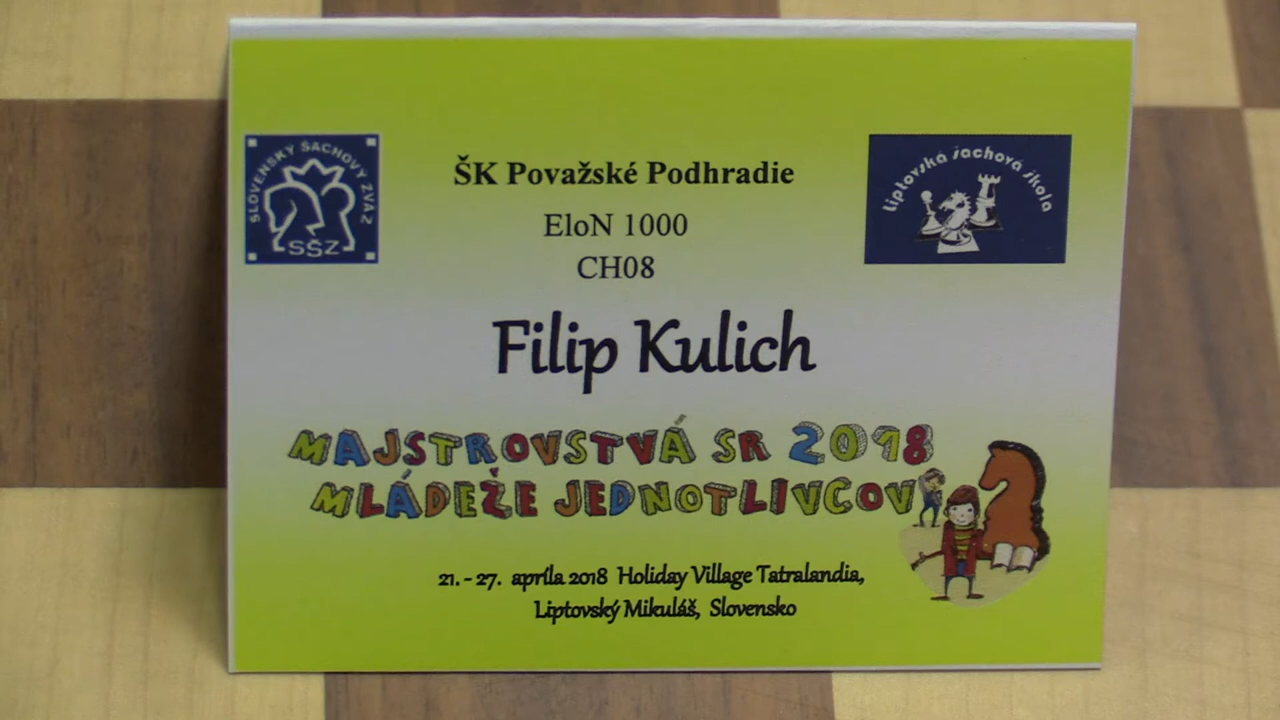 SLOVENSKÝ ŠACHOVÝ ZVÄZ
SŠZ
Liptovská šachová škola
ŠK Považské Podhradie
EloN 1000
CH08
Filip Kulich
MAJSTROVSTVÁ SR 2018
MLÁDEŽE JEDNOTLIVCOV
21. - 27. apríla 2018 Holiday Village Tatralandia,
Liptovský Mikuláš, Slovensko